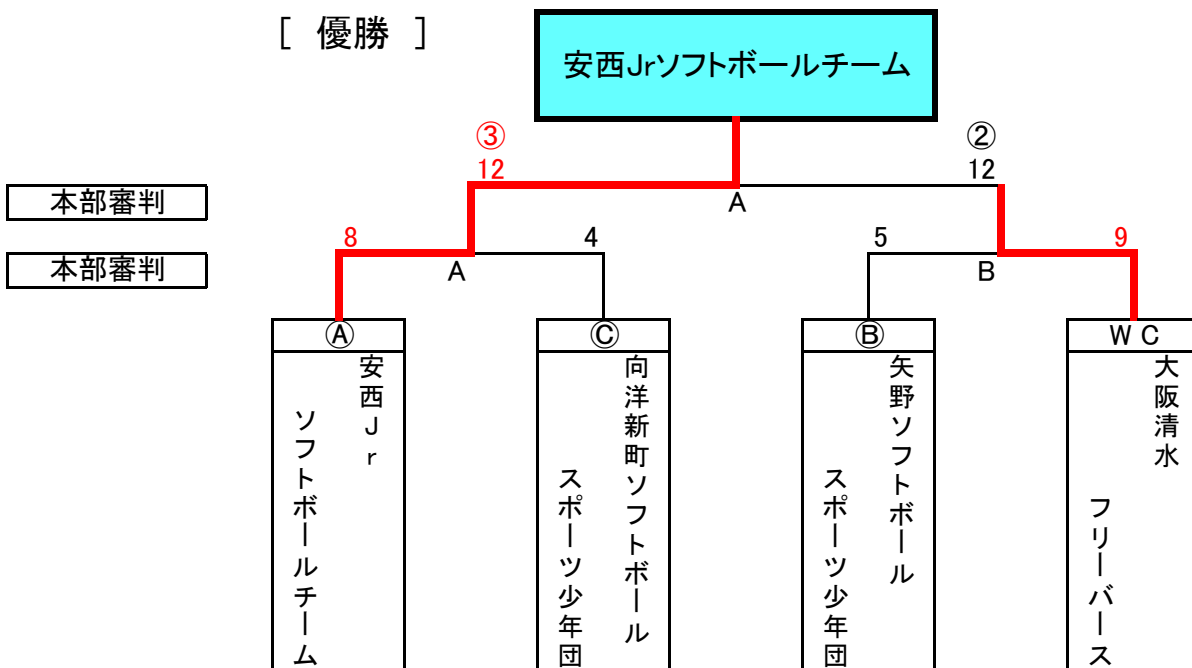 [ 優勝 ]
安西Jrソフトボールチーム
③
②
12
12
本部審判
A
8
4
5
9
本部審判
A
B
Ⓐ
Ⓒ
Ⓑ
W C
安西Jr
ソフトボールチーム
向洋新町ソフトボール
スポーツ少年団
矢野ソフトボール
スポーツ少年団
大阪清水
フリーバース